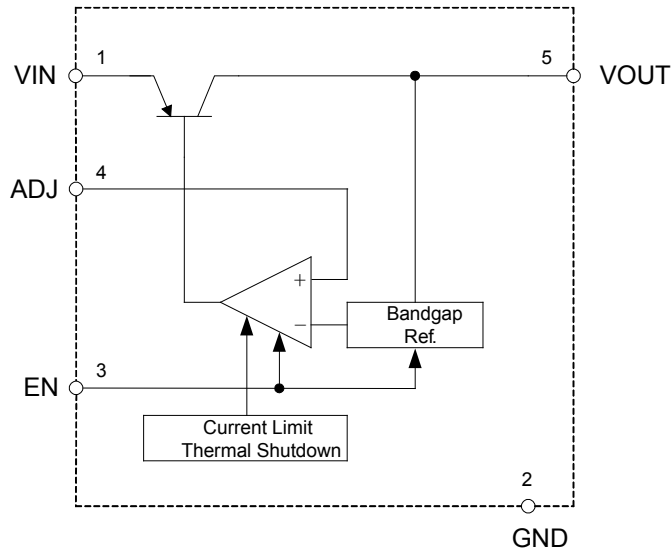 1
5
VIN
VOUT
4
ADJ
+
−
Bandgap
Ref.
3
EN
Current Limit
Thermal Shutdown
2
GND